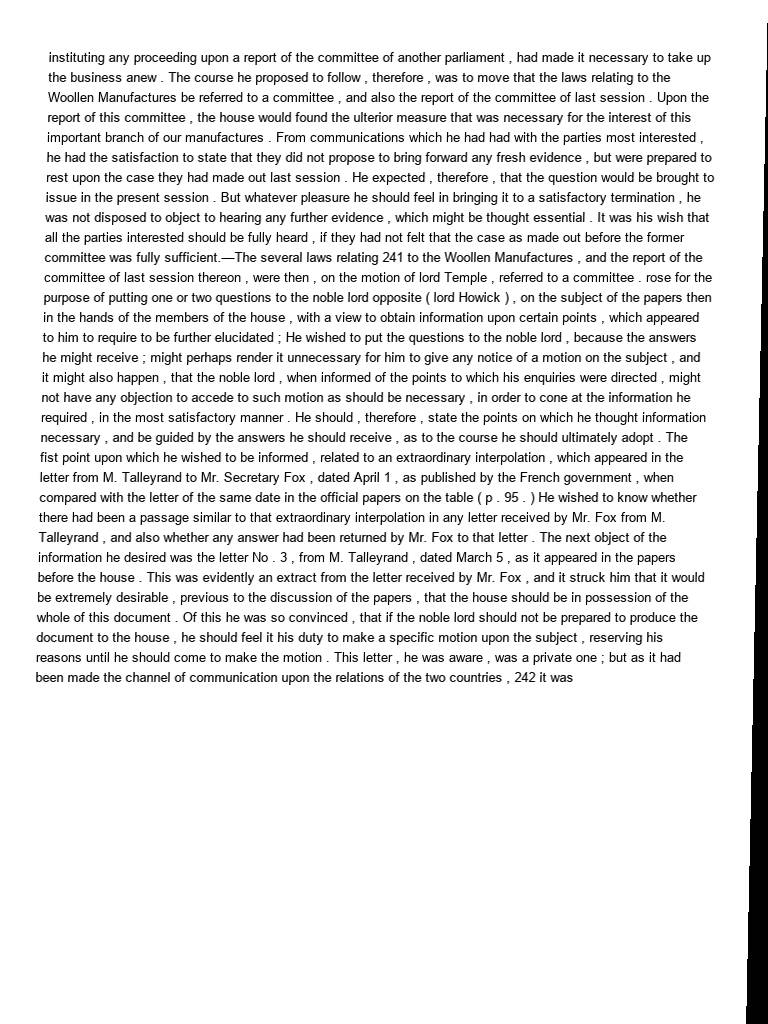 instituting any proceeding upon a report of the committee of another parliament , had made it necessary to take up
the business anew . The course he proposed to follow , therefore , was to move that the laws relating to the
Woollen Manufactures be referred to a committee , and also the report of the committee of last session . Upon the
report of this committee , the house would found the ulterior measure that was necessary for the interest of this
important branch of our manufactures . From communications which he had had with the parties most interested ,
he had the satisfaction to state that they did not propose to bring forward any fresh evidence , but were prepared to
rest upon the case they had made out last session . He expected , therefore , that the question would be brought to
issue in the present session . But whatever pleasure he should feel in bringing it to a satisfactory termination , he
was not disposed to object to hearing any further evidence , which might be thought essential . It was his wish that
all the parties interested should be fully heard , if they had not felt that the case as made out before the former
committee was fully sufficient.—The several laws relating 241 to the Woollen Manufactures , and the report of the
committee of last session thereon , were then , on the motion of lord Temple , referred to a committee . rose for the
purpose of putting one or two questions to the noble lord opposite ( lord Howick ) , on the subject of the papers then
in the hands of the members of the house , with a view to obtain information upon certain points , which appeared
to him to require to be further elucidated ; He wished to put the questions to the noble lord , because the answers
he might receive ; might perhaps render it unnecessary for him to give any notice of a motion on the subject , and
it might also happen , that the noble lord , when informed of the points to which his enquiries were directed , might
not have any objection to accede to such motion as should be necessary , in order to cone at the information he
required , in the most satisfactory manner . He should , therefore , state the points on which he thought information
necessary , and be guided by the answers he should receive , as to the course he should ultimately adopt . The
fist point upon which he wished to be informed , related to an extraordinary interpolation , which appeared in the
letter from M. Talleyrand to Mr. Secretary Fox , dated April 1 , as published by the French government , when
compared with the letter of the same date in the official papers on the table ( p . 95 . ) He wished to know whether
there had been a passage similar to that extraordinary interpolation in any letter received by Mr. Fox from M.
Talleyrand , and also whether any answer had been returned by Mr. Fox to that letter . The next object of the
information he desired was the letter No . 3 , from M. Talleyrand , dated March 5 , as it appeared in the papers
before the house . This was evidently an extract from the letter received by Mr. Fox , and it struck him that it would
be extremely desirable , previous to the discussion of the papers , that the house should be in possession of the
whole of this document . Of this he was so convinced , that if the noble lord should not be prepared to produce the
document to the house , he should feel it his duty to make a specific motion upon the subject , reserving his
reasons until he should come to make the motion . This letter , he was aware , was a private one ; but as it had
been made the channel of communication upon the relations of the two countries , 242 it was